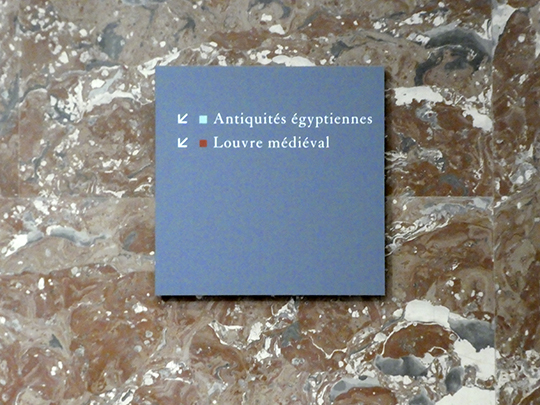 ↙ ■ Antiquités égyptiennes
↙ ■ Louvre médiéval